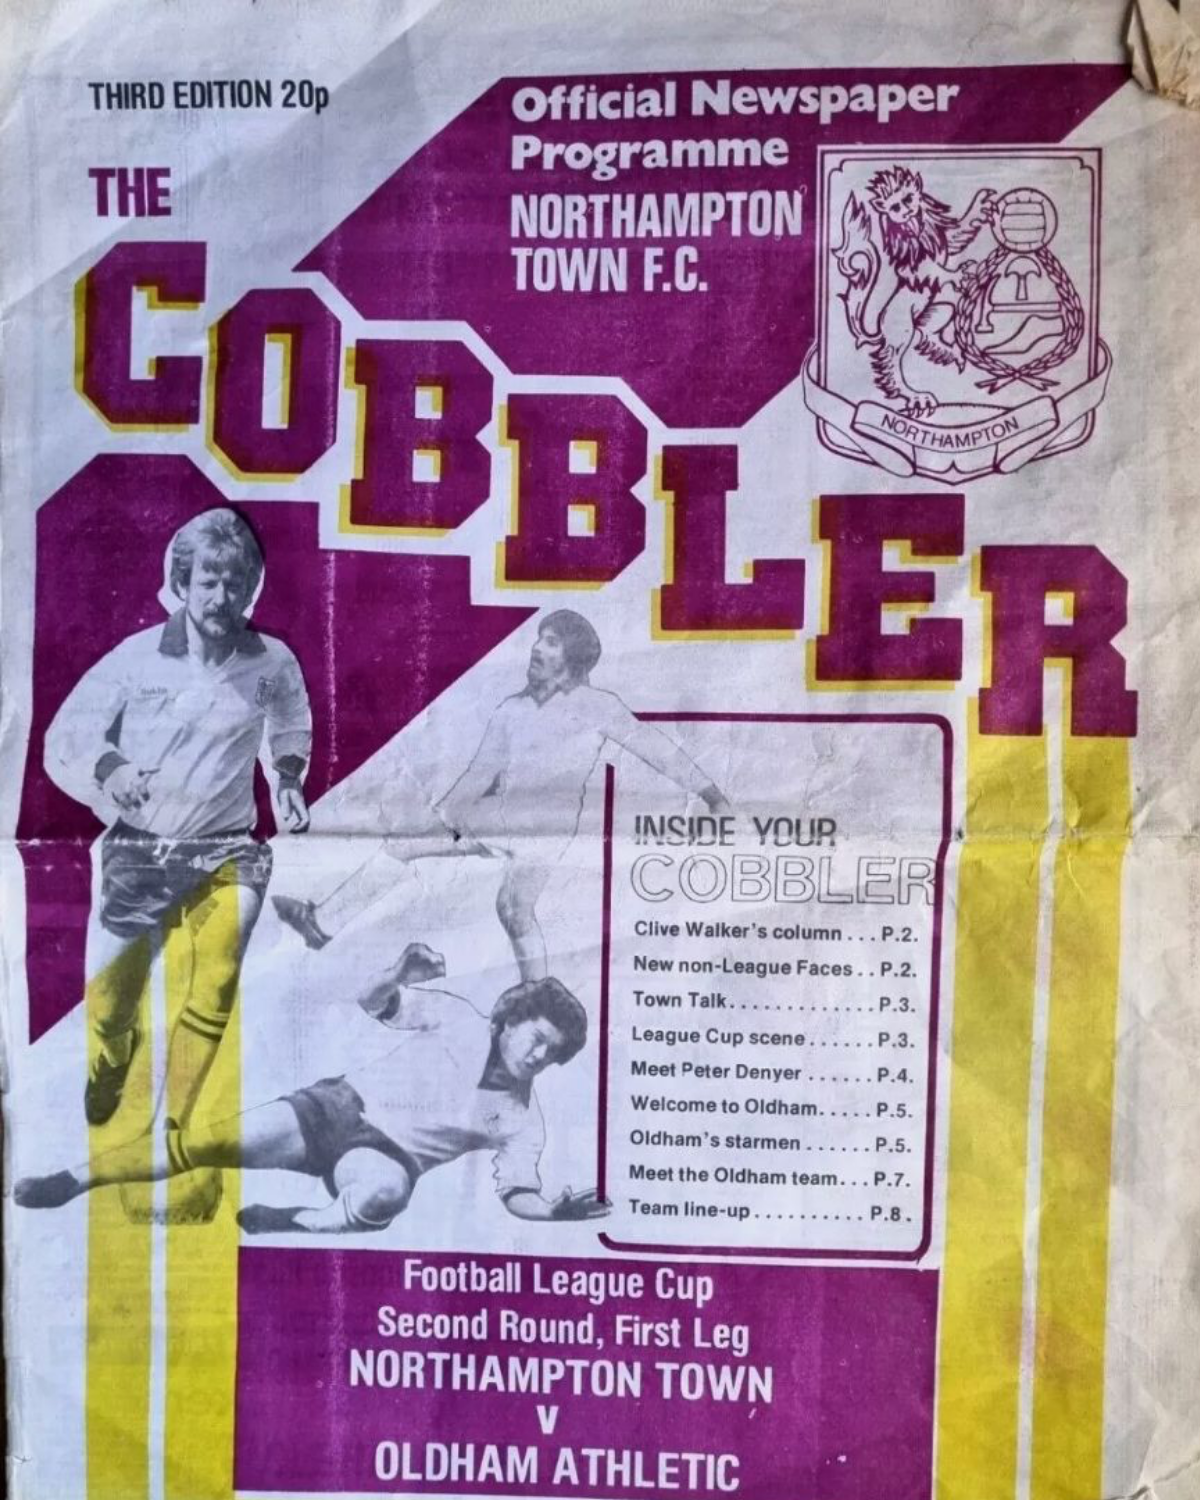 THIRD EDITION 20p
Official Newspaper
Programme
NORTHAMPTON
TOWN F.C.
THE
COBBLER
NORTHAMPTON
INSIDE YOUR
COBBLER
Clive Walker's column . . . P.2.
New non-League Faces . . P.2.
Town Talk. . . . . . . . . . . . . P.3.
League Cup scene . . . . . . P.3.
Meet Peter Denyer . . . . . . P.4.
Welcome to Oldham. . . . . P.5.
Oldham's starmen . . . . . . P.5.
Meet the Oldham team. . . P.7.
Team line-up . . . . . . . . . . P.8.
Football League Cup
Second Round, First Leg
NORTHAMPTON TOWN
V
OLDHAM ATHLETIC